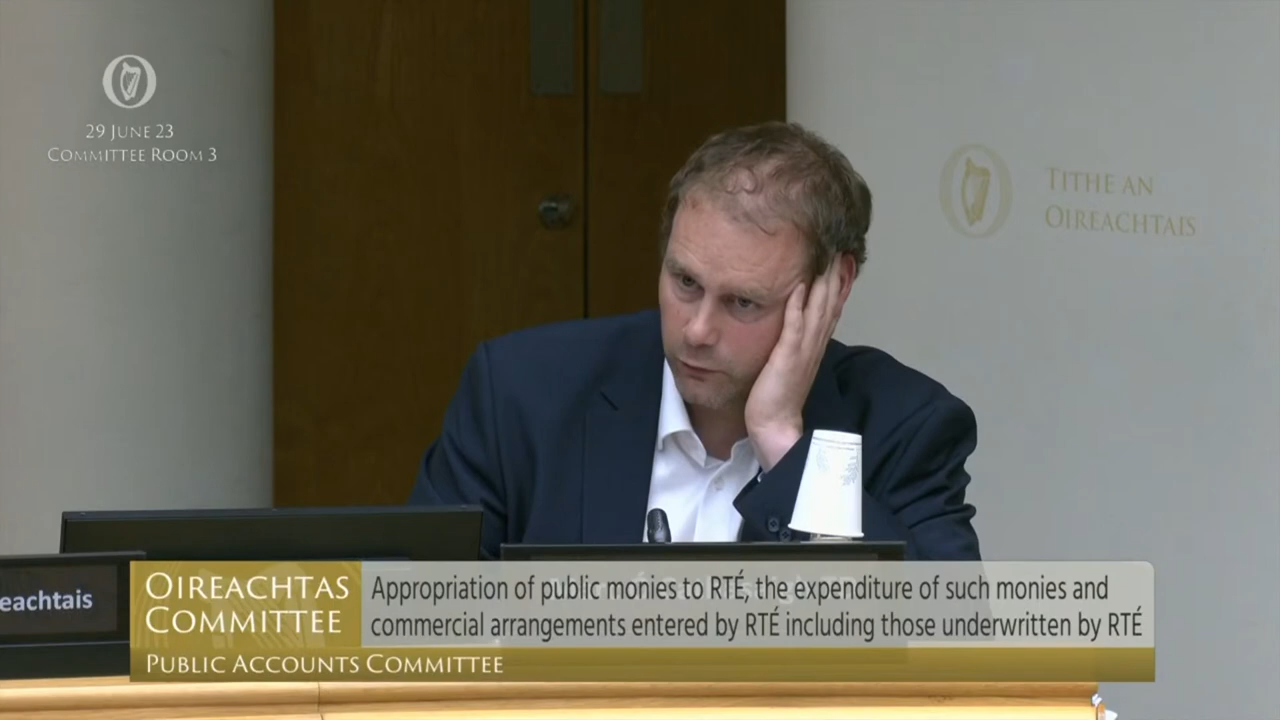 29 June 23
Committee Room 3
Tithe an
Oireachtais
eachtais
Oireachtas
Committee
Appropriation of public monies to RTÉ, the expenditure of such monies and
commercial arrangements entered by RTÉ including those underwritten by RTÉ
Public Accounts Committee